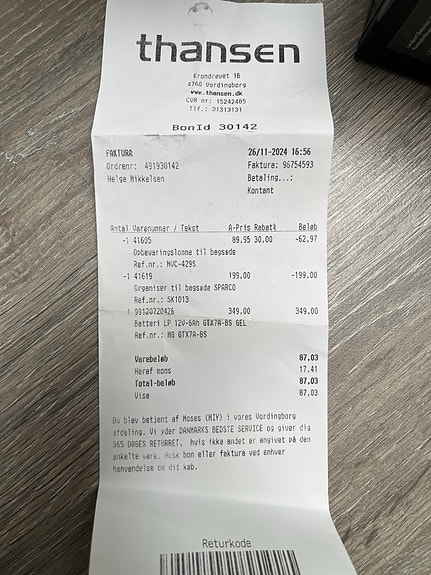 thansen
Kromdrevet 1B
4760 Vordingborg
www.thansen.dk
CVR nr: 15242485
Tlf.: 31313131
BonId 30142
FAKTURA 26/11-2024 16:56
Ordrenr: 491930142 Faktura: 96754593
Helge Mikkelsen Betaling...:
Kontant
Antal Varenummer / Tekst A-Pris Rabat% Beløb
-1 41605 89.95 30.00 -62.97
Opbevaringslomme til bagsæde
Ref.nr.: MVC-429S
-1 41619 199.00 -199.00
Organiser til bagsæde SPARCO
Ref.nr.: SK1013
1 99120720426 349.00 349.00
Batteri LP 12V-6Ah GTX7A-BS GEL
Ref.nr.: MG GTX7A-BS
Varebeløb 87.03
Heraf moms 17.41
Total-beløb 87.03
Visa 87.03
Du blev betjent af Moses (MIY) i vores Vordingborg
afdeling. Vi yder DANMARKS BEDSTE SERVICE og giver dig
365 DAGES RETURRET, hvis ikke andet er angivet på den
enkelte vare. Husk bon eller faktura ved enhver
henvendelse om dit køb.
Returkode